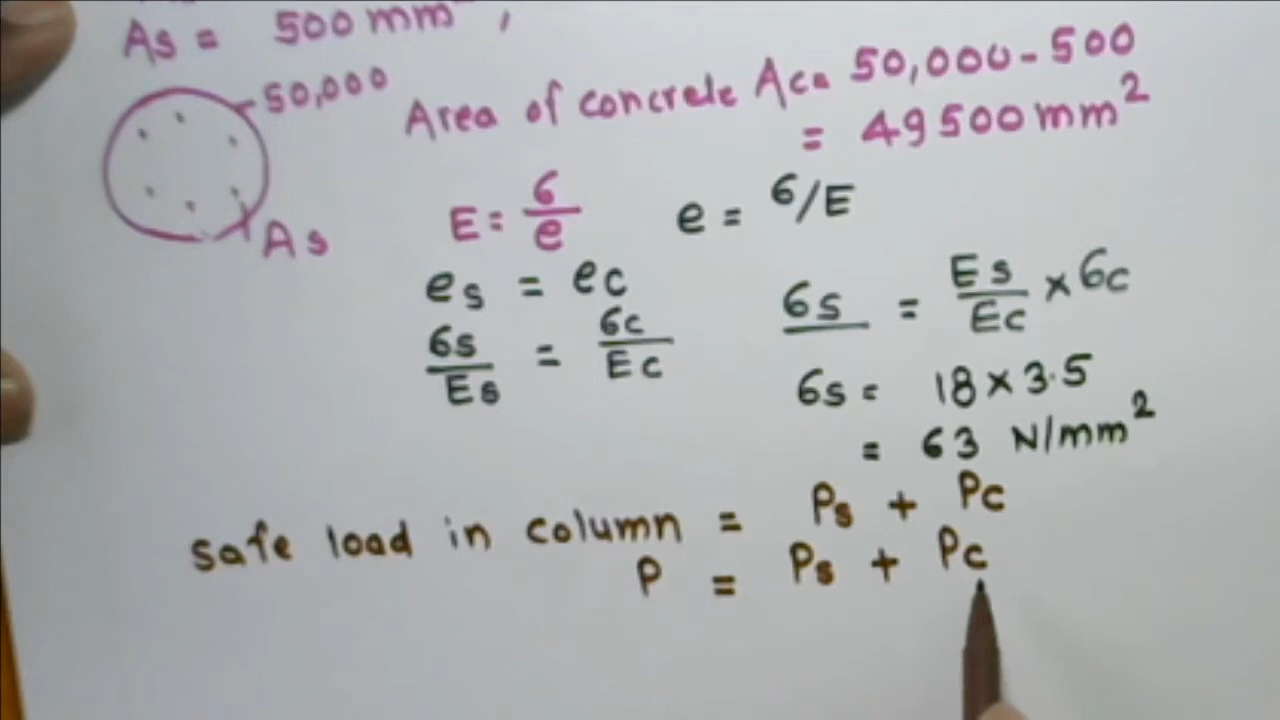 As = 500 mm²,
50,000
Area of concrete Ac = 50,000 - 500
= 49500 mm²
As
E = 6/e e = 6/E
es = ec
6s/Es = 6c/Ec
6s = Es/Ec × 6c
6s = 18 × 3.5
= 63 N/mm²
Safe load in column = Ps + Pc
P = Ps + Pc